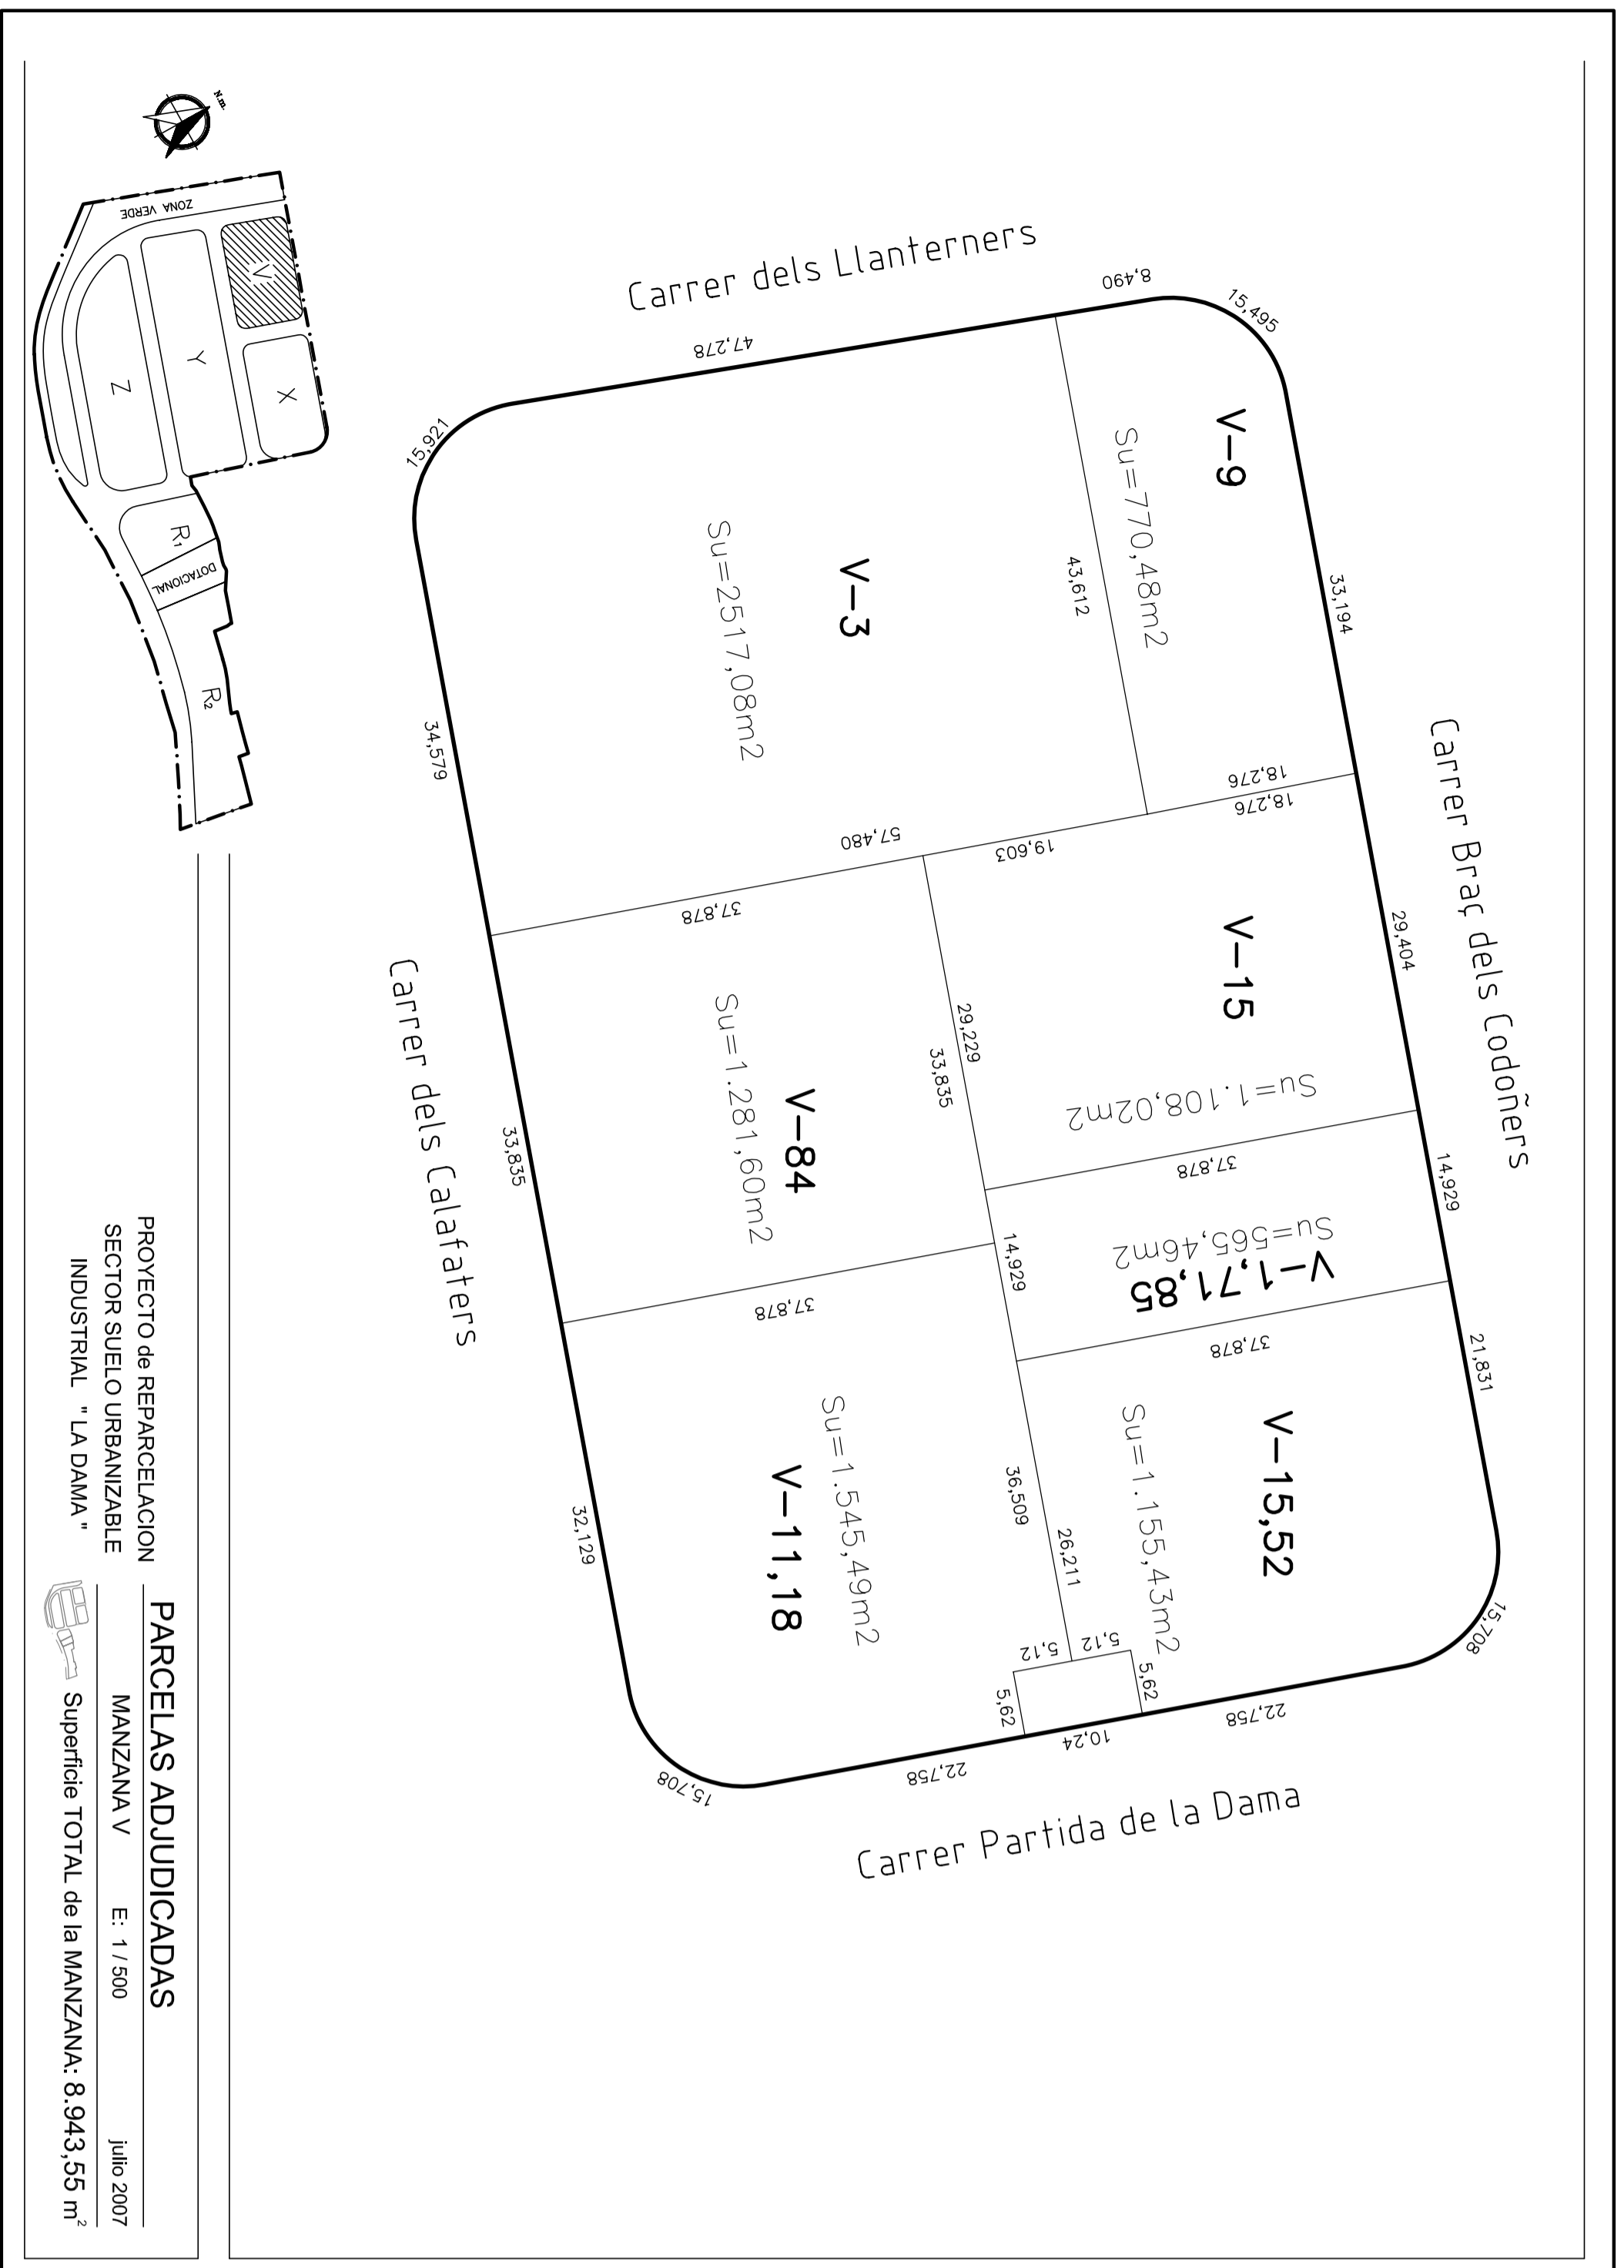 N.m.
ZONA VERDE
V
X
Y
Z
R₁
DOTACIONAL
R₂
Carrer dels Llanterners
8,490
15,495
47,278
15,921
V-9
Su=770,48m2
33,194
43,612
18,276
18,276
V-3
Su=2517,08m2
34,579
57,480
19,603
37,878
Carrer Braç dels Codoñers
V-15
Su=1.108,02m2
29,404
29,229
33,835
37,878
V-84
Su=1.281,60m2
33,835
37,878
Carrer dels Calafaters
14,929
14,929
Su=565,46m2
V-1,71,85
37,878
21,831
V-15,52
Su=1.155,43m2
36,509
26,211
V-11,18
Su=1.545,49m2
32,129
5,12
5,12
5,62
5,62
15,708
22,758
10,24
22,758
15,708
Carrer Partida de la Dama
PROYECTO de REPARCELACION
SECTOR SUELO URBANIZABLE
INDUSTRIAL " LA DAMA "
PARCELAS ADJUDICADAS
MANZANA V E: 1 / 500 julio 2007
Superficie TOTAL de la MANZANA: 8.943,55 m²